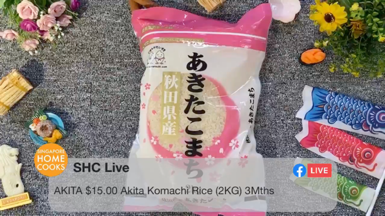 あきたこまち
秋田県産
SINGAPORE
HOME
COOKS
SHC Live
LIVE
AKITA $15.00 Akita Komachi Rice (2KG) 3Mths